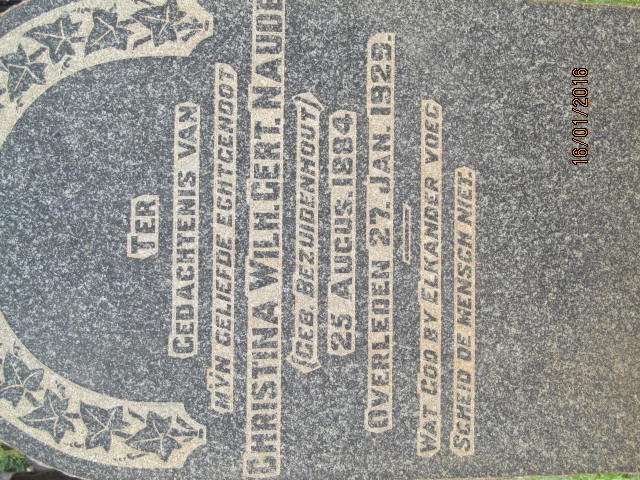 TER
GEDACHTENIS VAN
MYN GELIEFDE ECHTGENOOT
CHRISTINA WILH. GERT. NAUDE
(GEB. BEZUIDENHOUT)
25 AUGUS. 1884.
OVERLEDEN 27. JAN. 1929.
WAT GOD BY ELKANDER VOEG
SCHEID DE MENSCH NIET.
16/01/2016